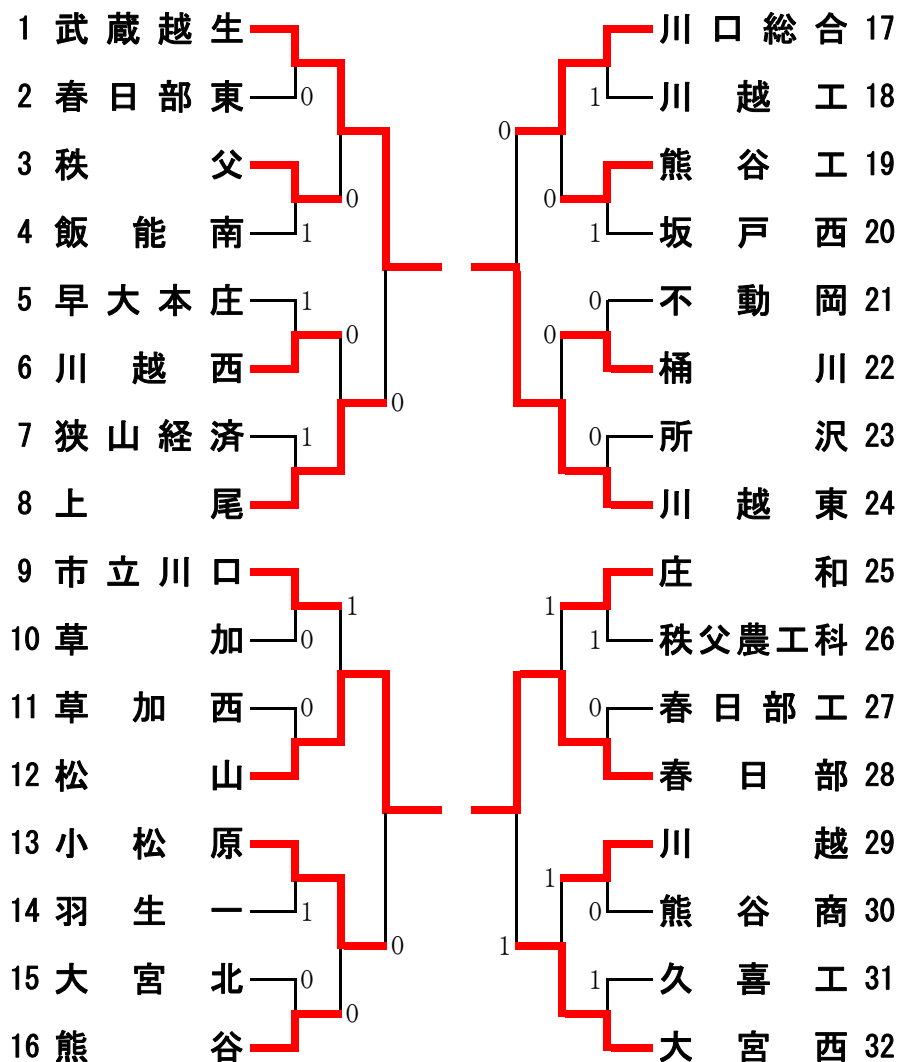 1 武蔵越生 川口総合 17
0
2 春日部東 1 川越工 18
0
3 秩父 熊谷工 19
0 0
4 飯能南 1 1 坂戸西 20
5 早大本庄 1 0 不動岡 21
0 0
6 川越西 桶川 22
0
7 狭山経済 1 0 所沢 23
8 上尾 川越東 24
9 市立川口 庄和 25
1 1
10 草加 0 1 秩父農工科 26
11 草加西 0 0 春日部工 27
12 松山 春日部 28
13 小松原 川越 29
1
14 羽生一 1 0 熊谷商 30
0 1
15 大宮北 0 1 久喜工 31
0
16 熊谷 大宮西 32